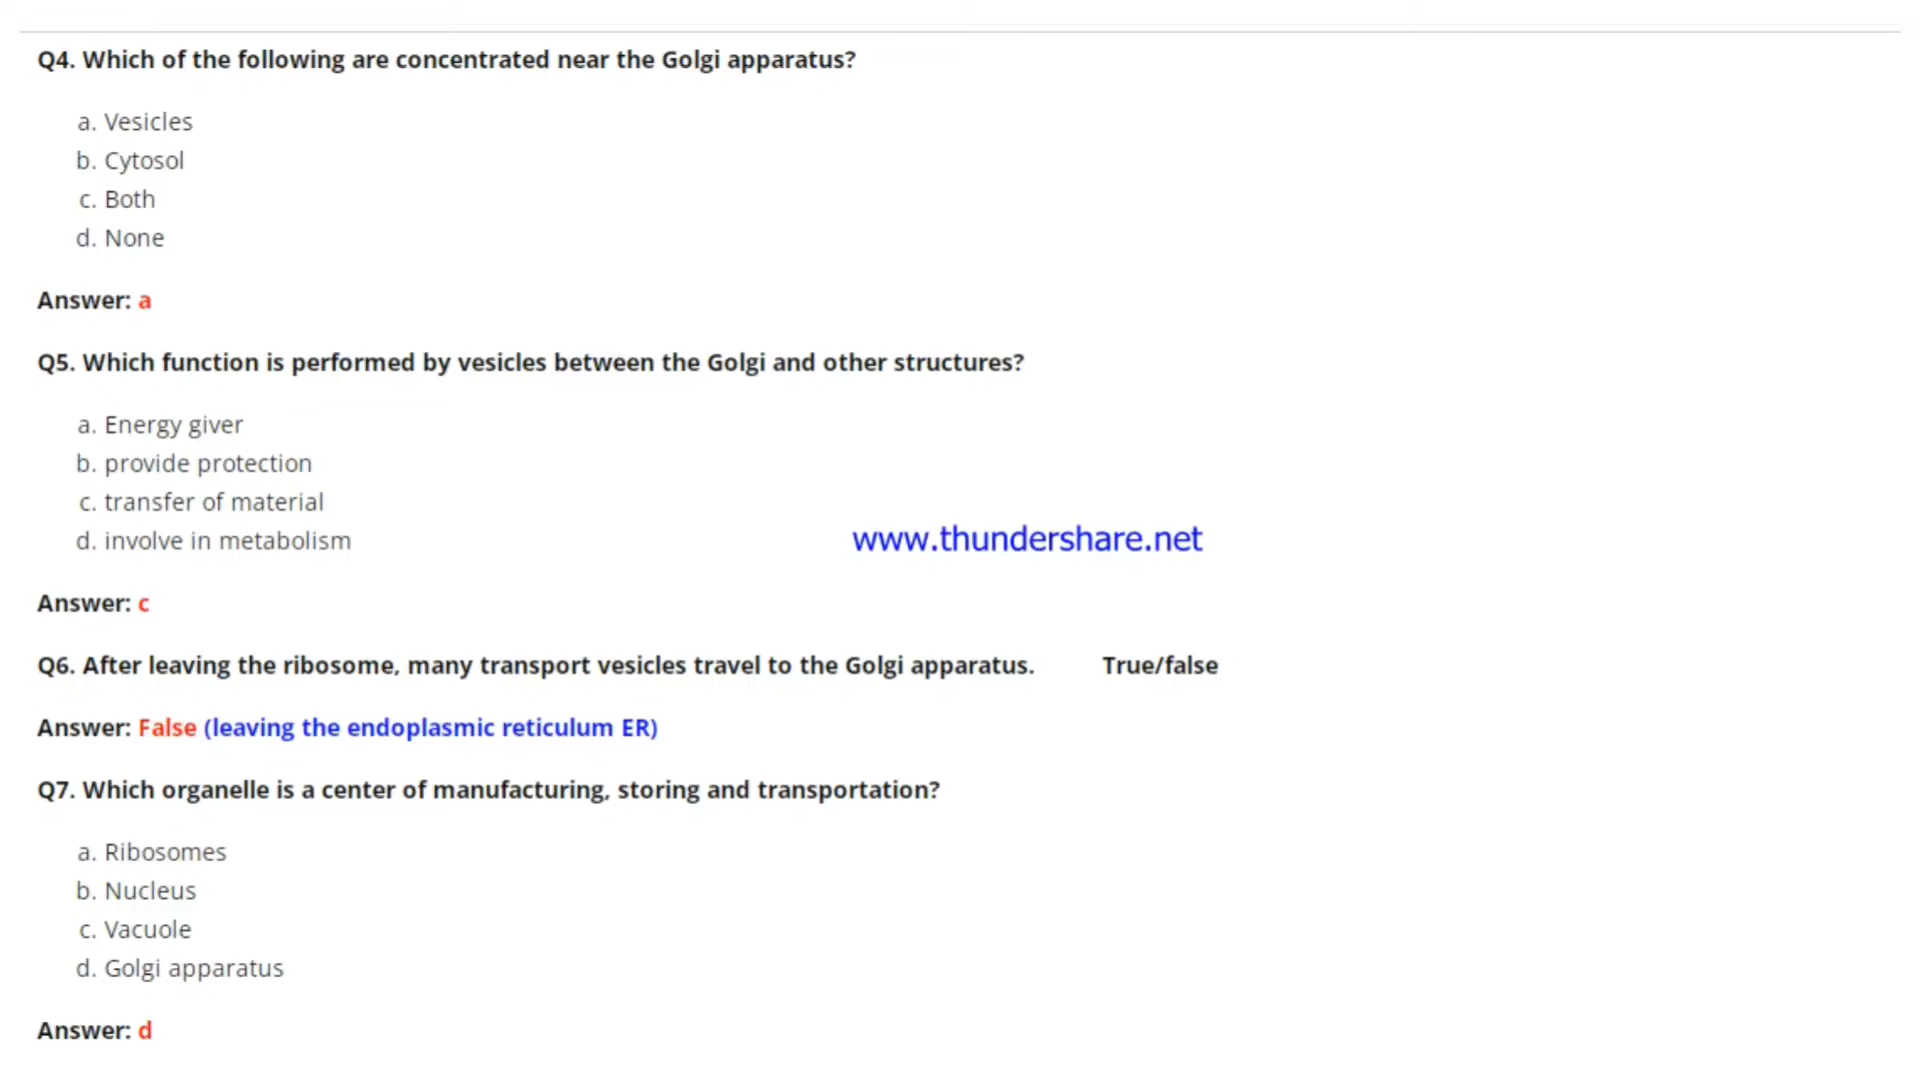 Q4. Which of the following are concentrated near the Golgi apparatus?
a. Vesicles
b. Cytosol
c. Both
d. None
Answer: a
Q5. Which function is performed by vesicles between the Golgi and other structures?
a. Energy giver
b. provide protection
c. transfer of material
d. involve in metabolism
www.thundershare.net
Answer: c
Q6. After leaving the ribosome, many transport vesicles travel to the Golgi apparatus. True/false
Answer: False (leaving the endoplasmic reticulum ER)
Q7. Which organelle is a center of manufacturing, storing and transportation?
a. Ribosomes
b. Nucleus
c. Vacuole
d. Golgi apparatus
Answer: d